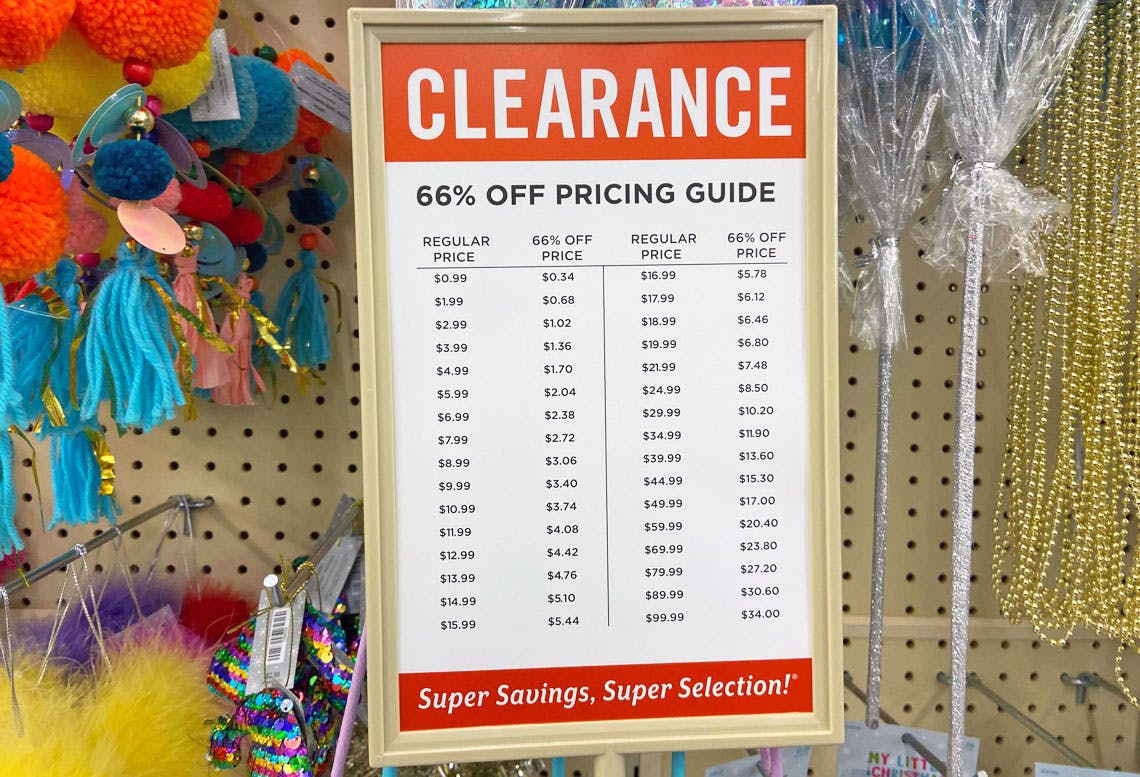 CLEARANCE
66% OFF PRICING GUIDE
REGULAR PRICE 66% OFF PRICE REGULAR PRICE 66% OFF PRICE
$0.99 $0.34 $16.99 $5.78
$1.99 $0.68 $17.99 $6.12
$2.99 $1.02 $18.99 $6.46
$3.99 $1.36 $19.99 $6.80
$4.99 $1.70 $21.99 $7.48
$5.99 $2.04 $24.99 $8.50
$6.99 $2.38 $29.99 $10.20
$7.99 $2.72 $34.99 $11.90
$8.99 $3.06 $39.99 $13.60
$9.99 $3.40 $44.99 $15.30
$10.99 $3.74 $49.99 $17.00
$11.99 $4.08 $59.99 $20.40
$12.99 $4.42 $69.99 $23.80
$13.99 $4.76 $79.99 $27.20
$14.99 $5.10 $89.99 $30.60
$15.99 $5.44 $99.99 $34.00
Super Savings, Super Selection!®
MY LITTLE
CHRISTMAS